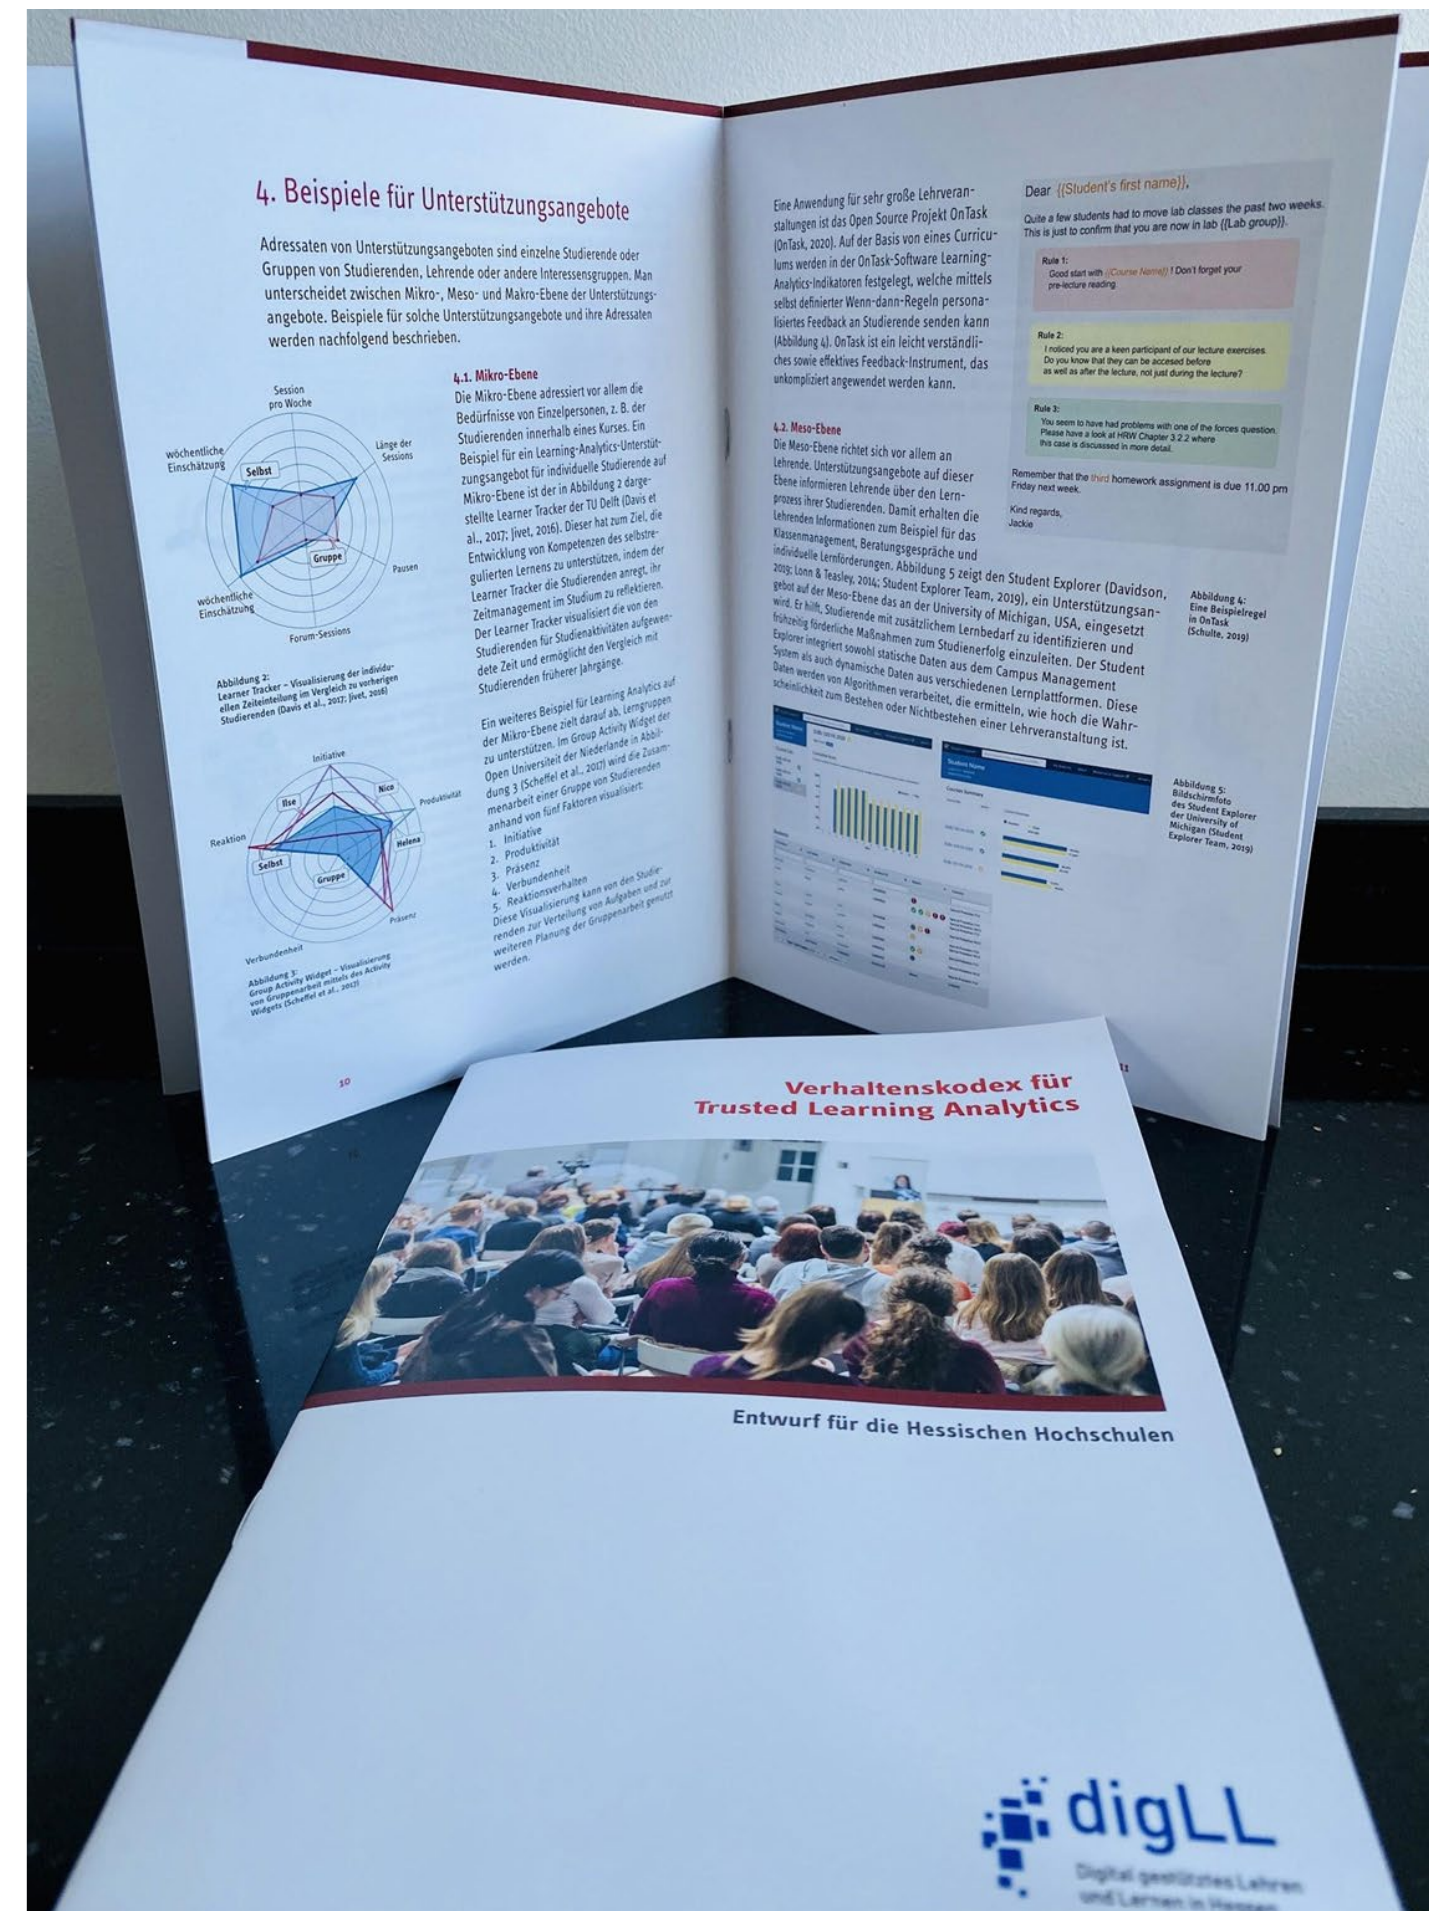 4. Beispiele für Unterstützungsangebote
Adressaten von Unterstützungsangeboten sind einzelne Studierende oder
Gruppen von Studierenden, Lehrende oder andere Interessensgruppen. Man
unterscheidet zwischen Mikro-, Meso- und Makro-Ebene der Unterstützungs-
angebote. Beispiele für solche Unterstützungsangebote und ihre Adressaten
werden nachfolgend beschrieben.
Session
pro Woche
Länge der
Sessions
wöchentliche
Einschätzung
Selbst
Gruppe
Pausen
wöchentliche
Einschätzung
Forum-Sessions
Abbildung 2:
Learner Tracker – Visualisierung der individu-
ellen Zeiteinteilung im Vergleich zu vorherigen
Studierenden (Davis et al., 2017; Jivet, 2016)
Initiative
Ilse
Nico
Produktivität
Reaktion
Helena
Selbst
Gruppe
Präsenz
Verbundenheit
Abbildung 3:
Group Activity Widget – Visualisierung
von Gruppenarbeit mittels des Activity
Widgets (Scheffel et al., 2017)
4.1. Mikro-Ebene
Die Mikro-Ebene adressiert vor allem die
Bedürfnisse von Einzelpersonen, z. B. der
Studierenden innerhalb eines Kurses. Ein
Beispiel für ein Learning-Analytics-Unterstüt-
zungsangebot für individuelle Studierende auf
Mikro-Ebene ist der in Abbildung 2 darge-
stellte Learner Tracker der TU Delft (Davis et
al., 2017; Jivet, 2016). Dieser hat zum Ziel, die
Entwicklung von Kompetenzen des selbstre-
gulierten Lernens zu unterstützen, indem der
Learner Tracker die Studierenden anregt, ihr
Zeitmanagement im Studium zu reflektieren.
Der Learner Tracker visualisiert die von den
Studierenden für Studienaktivitäten aufgewen-
dete Zeit und ermöglicht den Vergleich mit
Studierenden früherer Jahrgänge.
Ein weiteres Beispiel für Learning Analytics auf
der Mikro-Ebene zielt darauf ab, Lerngruppen
zu unterstützen. Im Group Activity Widget der
Open Universiteit der Niederlande in Abbil-
dung 3 (Scheffel et al., 2017) wird die Zusam-
menarbeit einer Gruppe von Studierenden
anhand von fünf Faktoren visualisiert:
1. Initiative
2. Produktivität
3. Präsenz
4. Verbundenheit
5. Reaktionsverhalten
Diese Visualisierung kann von den Studie-
renden zur Verteilung von Aufgaben und zur
weiteren Planung der Gruppenarbeit genutzt
werden.
10
Eine Anwendung für sehr große Lehrveran-
staltungen ist das Open Source Projekt OnTask
(OnTask, 2020). Auf der Basis von eines Curricu-
lums werden in der OnTask-Software Learning-
Analytics-Indikatoren festgelegt, welche mittels
selbst definierter Wenn-dann-Regeln persona-
lisiertes Feedback an Studierende senden kann
(Abbildung 4). OnTask ist ein leicht verständli-
ches sowie effektives Feedback-Instrument, das
unkompliziert angewendet werden kann.
Dear {{Student's first name}},
Quite a few students had to move lab classes the past two weeks.
This is just to confirm that you are now in lab {{Lab group}}.
Rule 1:
Good start with {{Course Name}} ! Don't forget your
pre-lecture reading.
Rule 2:
I noticed you are a keen participant of our lecture exercises.
Do you know that they can be accesed before
as well as after the lecture, not just during the lecture?
Rule 3:
You seem to have had problems with one of the forces question.
Please have a look at HRW Chapter 3.2.2 where
this case is discusssed in more detail.
Remember that the third homework assignment is due 11.00 pm
Friday next week.
Kind regards,
Jackie
Abbildung 4:
Eine Beispielregel
in OnTask
(Schulte, 2019)
4.2. Meso-Ebene
Die Meso-Ebene richtet sich vor allem an
Lehrende. Unterstützungsangebote auf dieser
Ebene informieren Lehrende über den Lern-
prozess ihrer Studierenden. Damit erhalten die
Lehrenden Informationen zum Beispiel für das
Klassenmanagement, Beratungsgespräche und
individuelle Lernförderungen. Abbildung 5 zeigt den Student Explorer (Davidson,
2019; Lonn & Teasley, 2014; Student Explorer Team, 2019), ein Unterstützungsan-
gebot auf der Meso-Ebene das an der University of Michigan, USA, eingesetzt
wird. Er hilft, Studierende mit zusätzlichem Lernbedarf zu identifizieren und
frühzeitig förderliche Maßnahmen zum Studienerfolg einzuleiten. Der Student
Explorer integriert sowohl statische Daten aus dem Campus Management
System als auch dynamische Daten aus verschiedenen Lernplattformen. Diese
Daten werden von Algorithmen verarbeitet, die ermitteln, wie hoch die Wahr-
scheinlichkeit zum Bestehen oder Nichtbestehen einer Lehrveranstaltung ist.
Student Name
Abbildung 5:
Bildschirmfoto
des Student Explorer
der University of
Michigan (Student
Explorer Team, 2019)
11
Verhaltenskodex für
Trusted Learning Analytics
Entwurf für die Hessischen Hochschulen
digLL
Digital gestütztes Lehren
und Lernen in Hessen